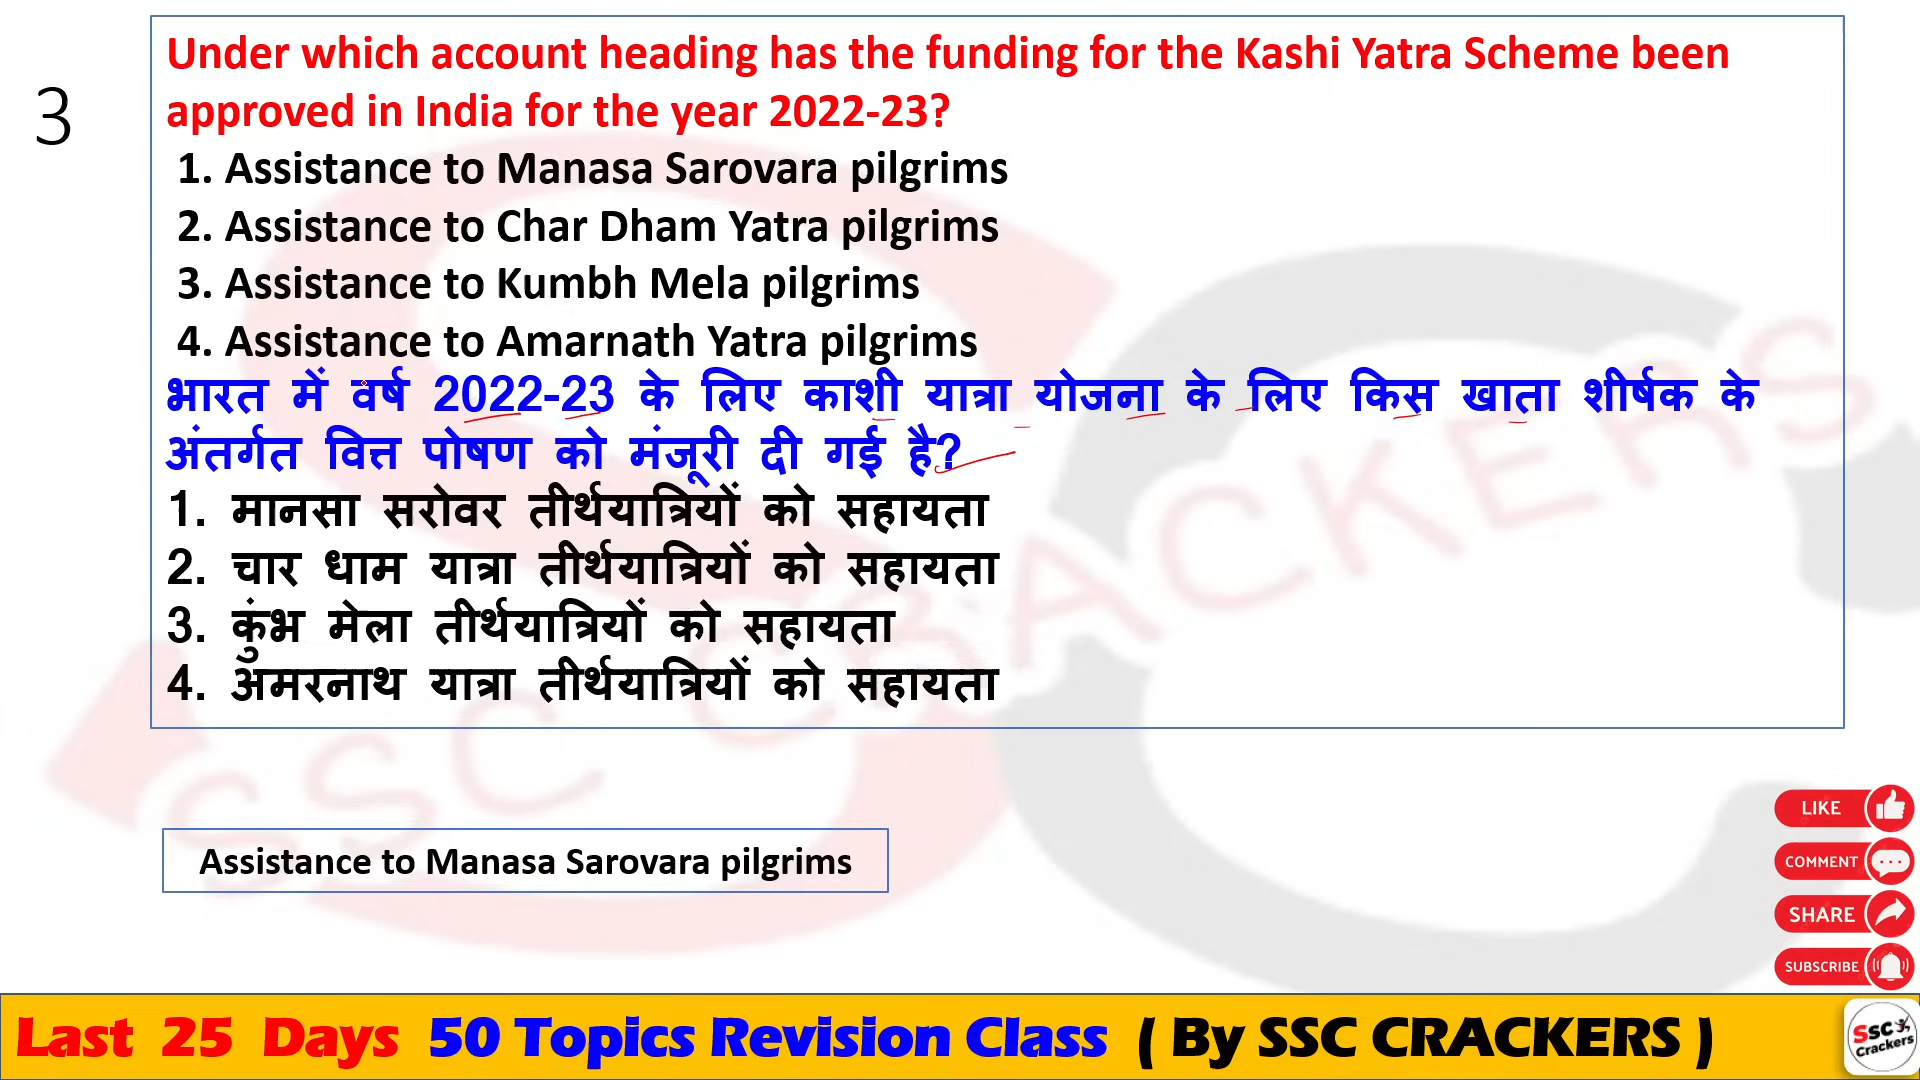 3
Under which account heading has the funding for the Kashi Yatra Scheme been
approved in India for the year 2022-23?
1. Assistance to Manasa Sarovara pilgrims
2. Assistance to Char Dham Yatra pilgrims
3. Assistance to Kumbh Mela pilgrims
4. Assistance to Amarnath Yatra pilgrims
भारत में वर्ष 2022-23 के लिए काशी यात्रा योजना के लिए किस खाता शीर्षक के
अंतर्गत वित्त पोषण को मंजूरी दी गई है?
1. मानसा सरोवर तीर्थयात्रियों को सहायता
2. चार धाम यात्रा तीर्थयात्रियों को सहायता
3. कुंभ मेला तीर्थयात्रियों को सहायता
4. अमरनाथ यात्रा तीर्थयात्रियों को सहायता
SSC CRACKERS
Assistance to Manasa Sarovara pilgrims
LIKE
COMMENT
SHARE
SUBSCRIBE
Last 25 Days 50 Topics Revision Class ( By SSC CRACKERS )
SSC
Crackers